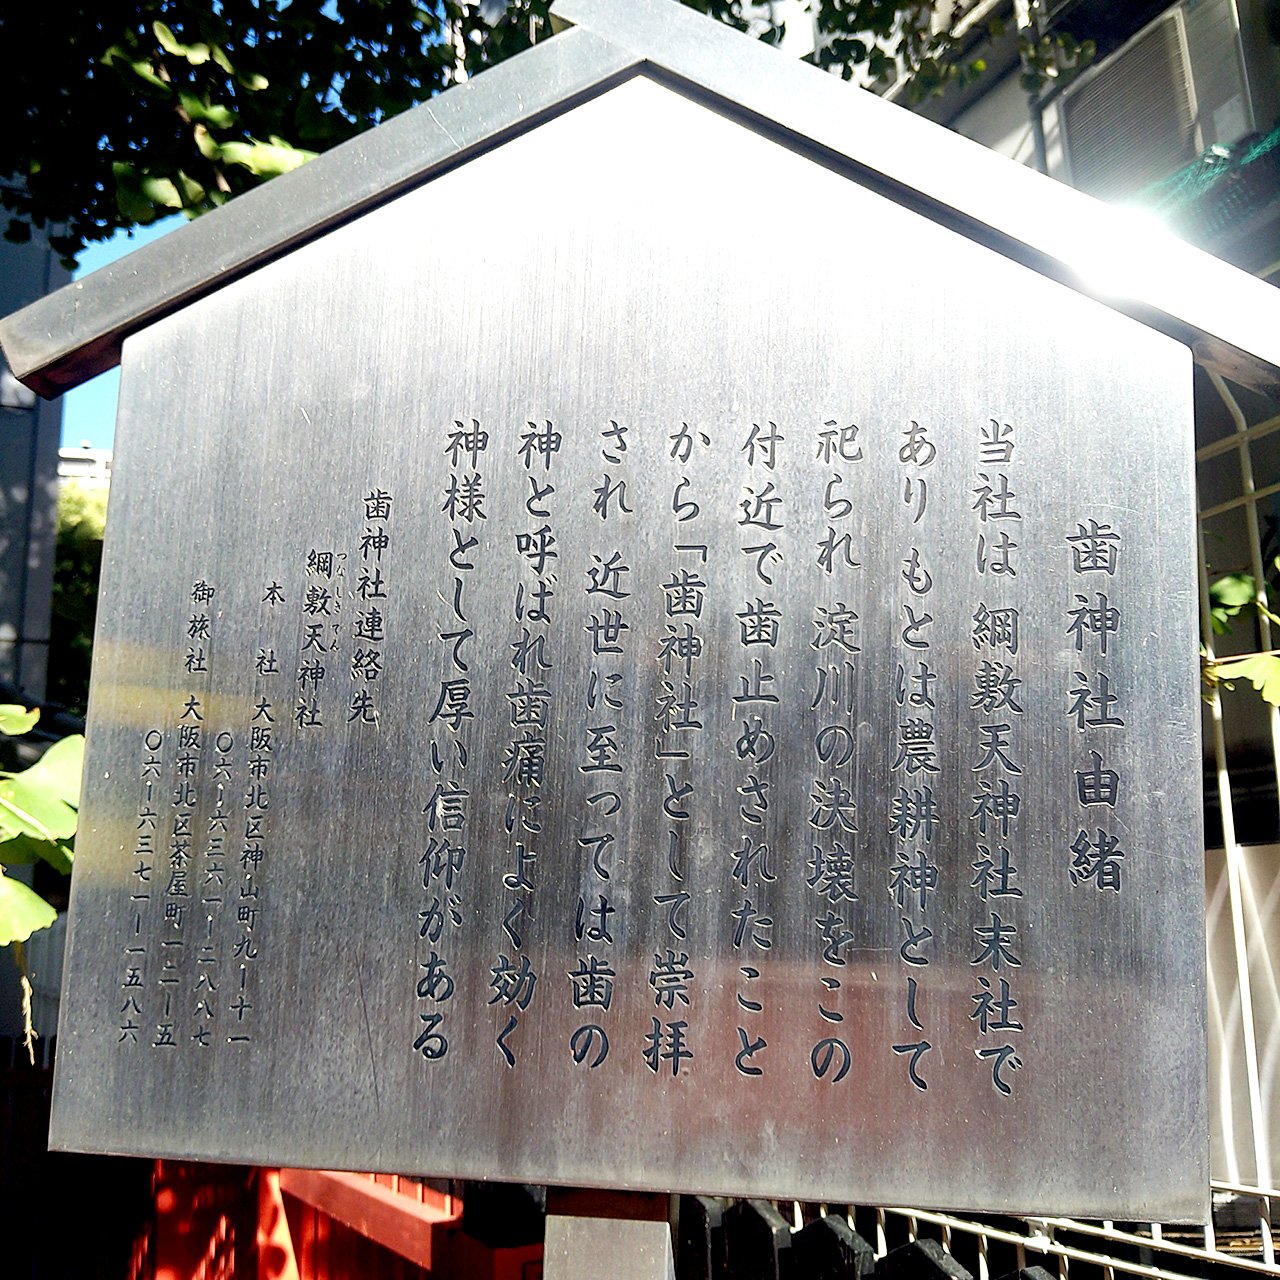 歯神社由緒
当社は 綱敷天神社末社で
あり もとは農耕神として
祀られ 淀川の決壊をこの
付近で歯止めされたこと
から「歯神社」として崇拝
され 近世に至っては歯の
神と呼ばれ歯痛によく効く
神様として厚い信仰がある
歯神社連絡先
綱敷天神社
つなしきてん
本 社 大阪市北区神山町九ー十一
〇六ー六三六一ー二八八七
御旅社 大阪市北区茶屋町一二ー五
〇六ー六三七一ー一五八六